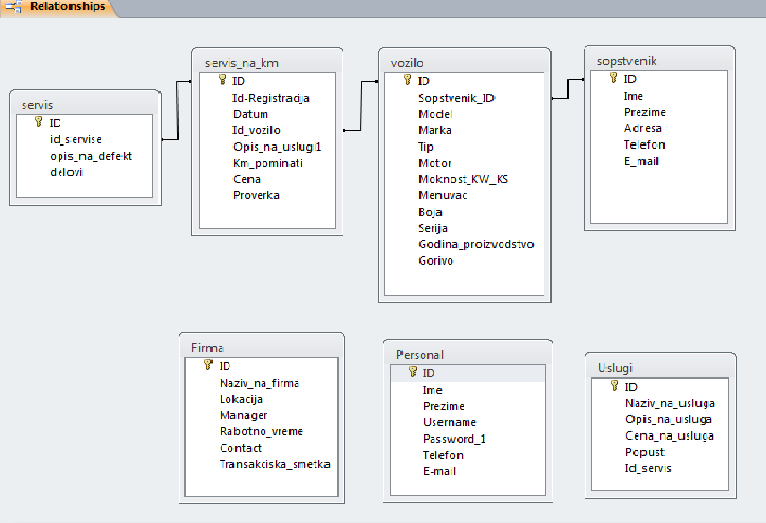 Relationships
servis
ID
id_servise
opis_na_defekt
delovi
servis_na_km
ID
Id-Registracija
Datum
Id_vozilo
Opis_na_uslugi1
Km_pominati
Cena
Proverka
vozilo
ID
Sopstvenik_ID
Model
Marka
Tip
Motor
Moknost_KW_KS
Menuvac
Boja
Serija
Godina_proizvodstvo
Gorivo
sopstvenik
ID
Ime
Prezime
Adresa
Telefon
E_mail
Firma
ID
Naziv_na_firma
Lokacija
Manager
Rabotno_vreme
Contact
Transakciska_smetka
Personal
ID
Ime
Prezime
Username
Password_1
Telefon
E-mail
Uslugi
ID
Naziv_na_usluga
Opis_na_usluga
Cena_na_usluga
Popust
Id_servis